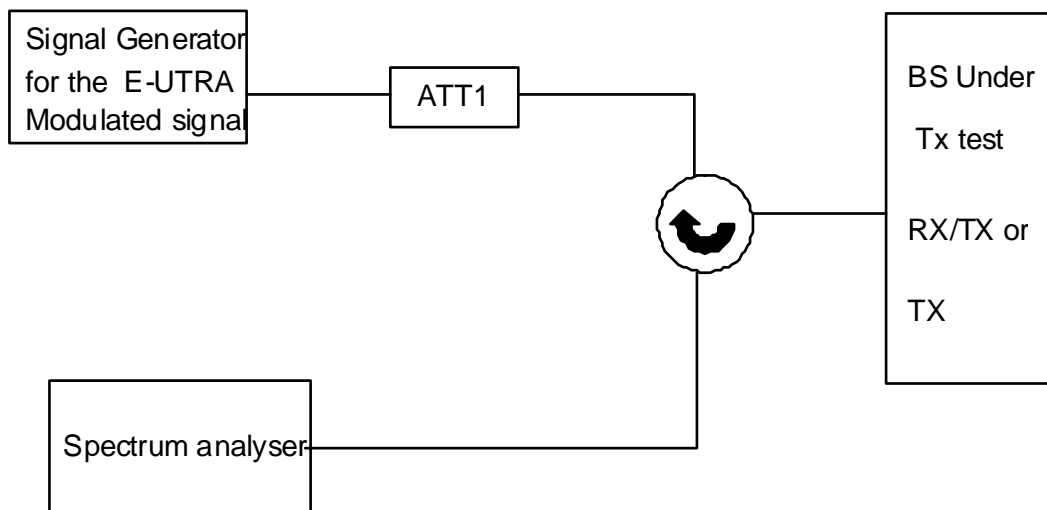 Signal Generator
for the E-UTRA
Modulated signal
ATT1
BS Under
Tx test
RX/TX or
TX
Spectrum analyser